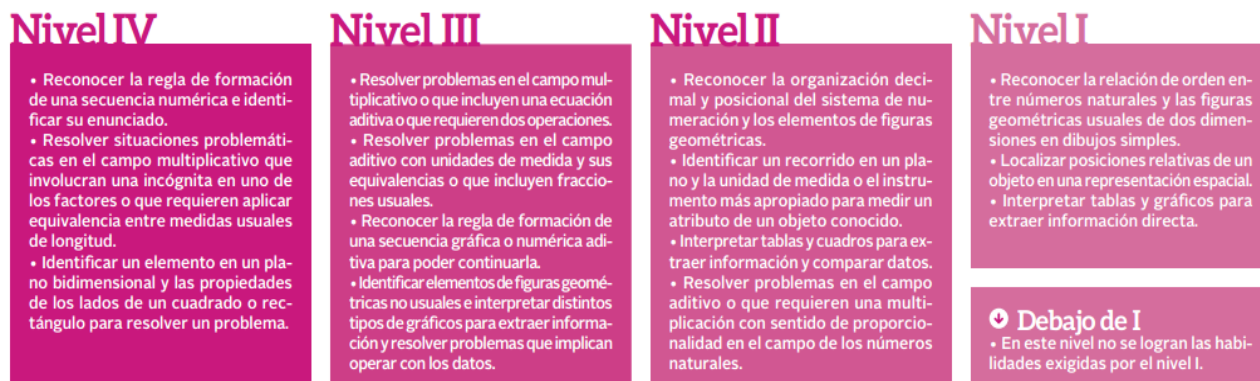 Nivel IV
• Reconocer la regla de formación
de una secuencia numérica e identi-
ficar su enunciado.
• Resolver situaciones problemáti-
cas en el campo multiplicativo que
involucran una incógnita en uno de
los factores o que requieren aplicar
equivalencia entre medidas usuales
de longitud.
• Identificar un elemento en un pla-
no bidimensional y las propiedades
de los lados de un cuadrado o rec-
tángulo para resolver un problema.
Nivel III
• Resolver problemas en el campo mul-
tiplicativo o que incluyen una ecuación
aditiva o que requieren dos operaciones.
• Resolver problemas en el campo
aditivo con unidades de medida y sus
equivalencias o que incluyen fraccio-
nes usuales.
• Reconocer la regla de formación de
una secuencia gráfica o numérica adi-
tiva para poder continuarla.
• Identificar elementos de figuras geomé-
tricas no usuales e interpretar distintos
tipos de gráficos para extraer informa-
ción y resolver problemas que implican
operar con los datos.
Nivel II
• Reconocer la organización deci-
mal y posicional del sistema de nu-
meración y los elementos de figuras
geométricas.
• Identificar un recorrido en un pla-
no y la unidad de medida o el instru-
mento más apropiado para medir un
atributo de un objeto conocido.
• Interpretar tablas y cuadros para ex-
traer información y comparar datos.
• Resolver problemas en el campo
aditivo o que requieren una multi-
plicación con sentido de proporcio-
nalidad en el campo de los números
naturales.
Nivel I
• Reconocer la relación de orden en-
tre números naturales y las figuras
geométricas usuales de dos dimen-
siones en dibujos simples.
• Localizar posiciones relativas de un
objeto en una representación espacial.
• Interpretar tablas y gráficos para
extraer información directa.
Debajo de I
• En este nivel no se logran las habi-
lidades exigidas por el nivel I.